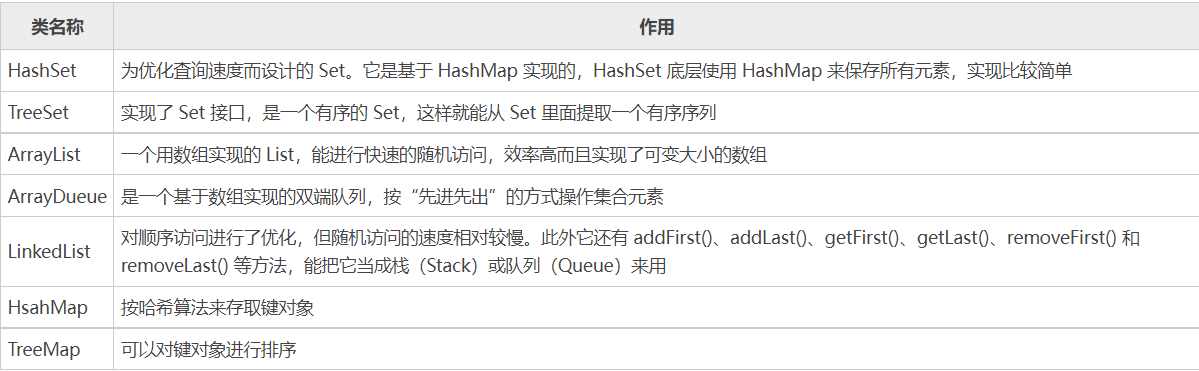 类名称 作用
HashSet 为优化查询速度而设计的 Set。它是基于 HashMap 实现的，HashSet 底层使用 HashMap 来保存所有元素，实现比较简单
TreeSet 实现了 Set 接口，是一个有序的 Set，这样就能从 Set 里面提取一个有序序列
ArrayList 一个用数组实现的 List，能进行快速的随机访问，效率高而且实现了可变大小的数组
ArrayDueue 是一个基于数组实现的双端队列，按“先进先出”的方式操作集合元素
LinkedList 对顺序访问进行了优化，但随机访问的速度相对较慢。此外它还有 addFirst()、addLast()、getFirst()、getLast()、removeFirst() 和
removeLast() 等方法，能把它当成栈（Stack）或队列（Queue）来用
HsahMap 按哈希算法来存取键对象
TreeMap 可以对键对象进行排序